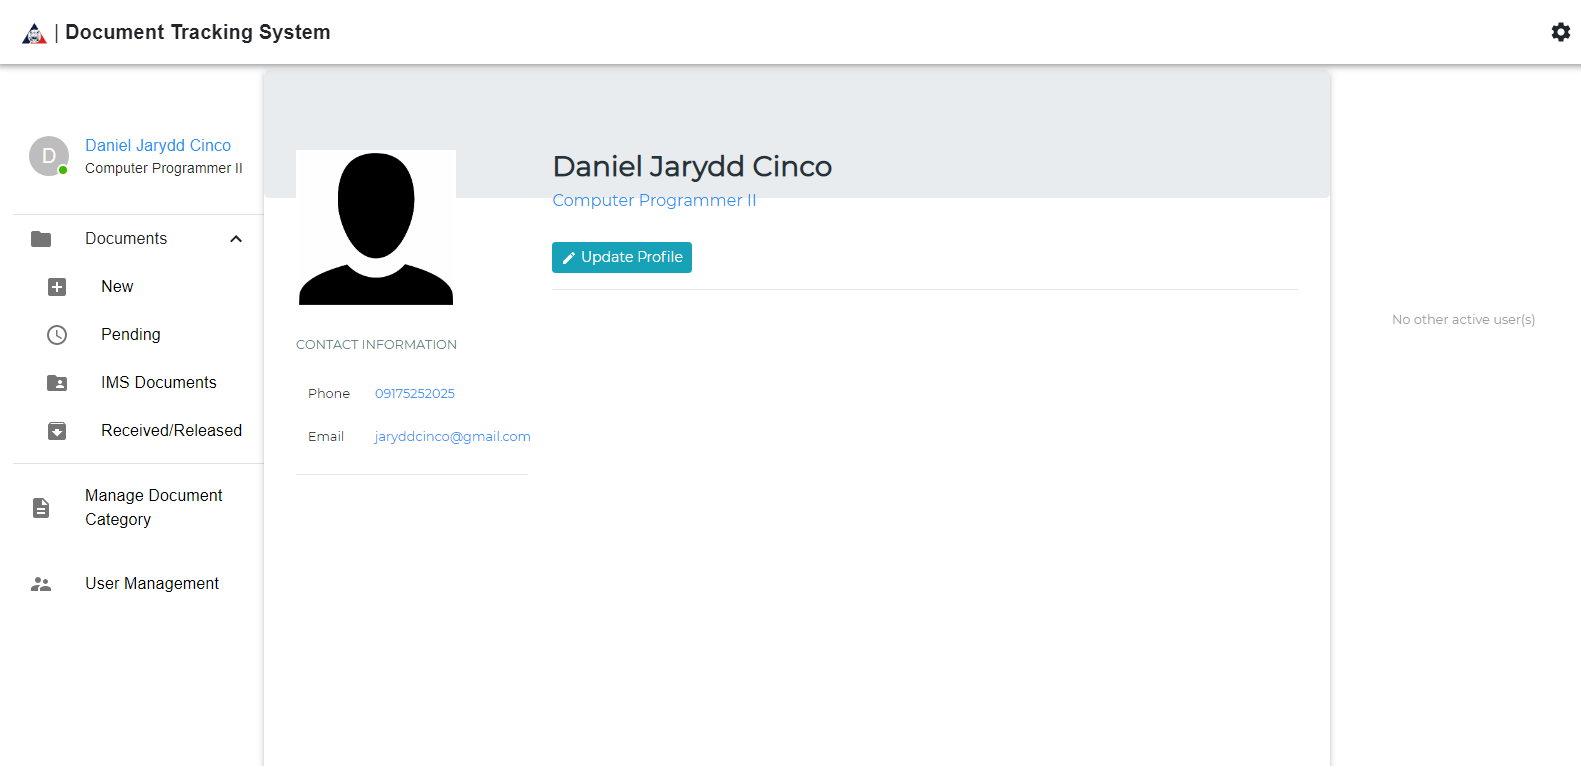 | Document Tracking System
D
Daniel Jarydd Cinco
Computer Programmer II
Documents
New
Pending
IMS Documents
Received/Released
Manage Document
Category
User Management
Daniel Jarydd Cinco
Computer Programmer II
Update Profile
CONTACT INFORMATION
Phone 09175252025
Email jaryddcinco@gmail.com
No other active user(s)